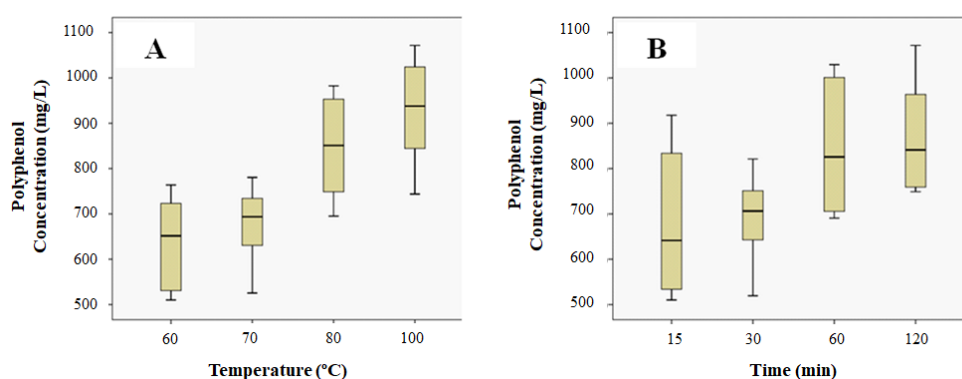 A
1100
1000
900
800
700
600
500
Polyphenol
Concentration (mg/L)
60 70 80 100
Temperature (°C)
B
1100
1000
900
800
700
600
500
Polyphenol
Concentration (mg/L)
15 30 60 120
Time (min)